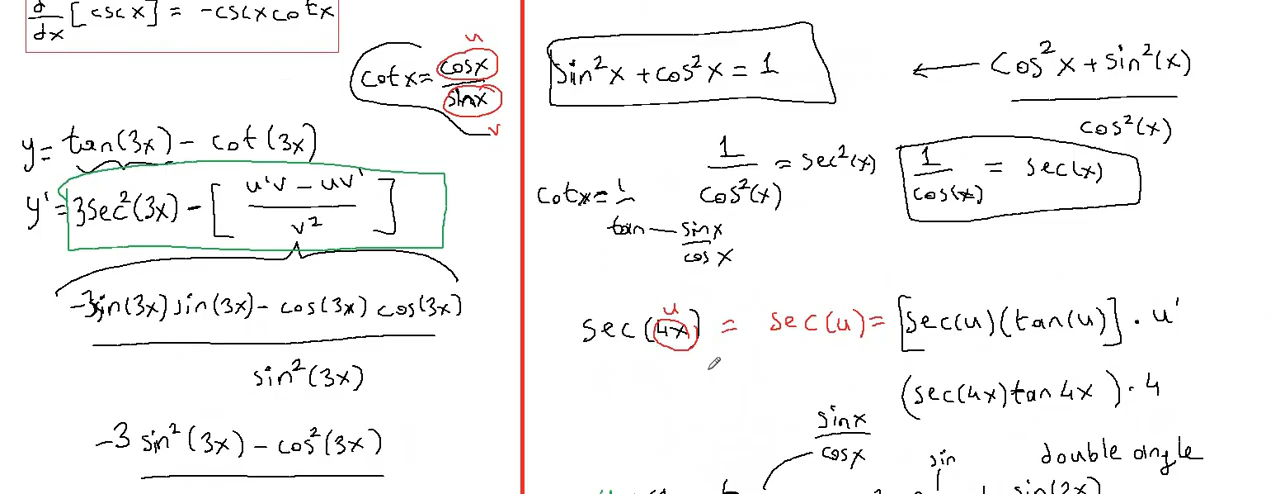 d/dx [csc x] = -csc x cot x
cot x = cos x / sin x
u
v
y = tan(3x) - cot(3x)
y' = 3sec²(3x) - [ u'v - uv' / v² ]
-3sin(3x) sin(3x) - cos(3x) cos(3x)
sin²(3x)
-3 sin²(3x) - cos²(3x)
sin²x + cos²x = 1
cos²x + sin²(x)
cos²(x)
1 / cos²(x) = sec²(x)
1 / cos(x) = sec(x)
cot x = 1 /
tan — sin x / cos x
u
sec(4x) = sec(u) = [sec(u)(tan(u)] · u'
(sec(4x) tan 4x) · 4
sin x / cos x
sin
double angle
sin(2x)